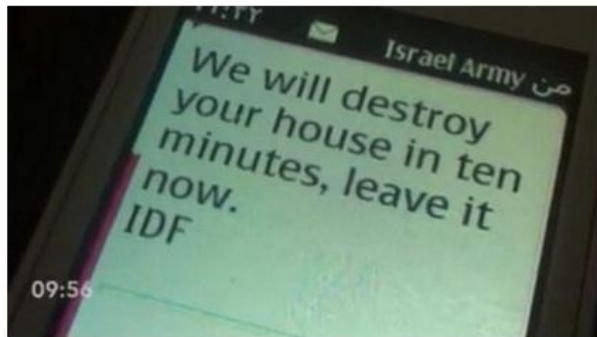 من Israel Army
We will destroy
your house in ten
minutes, leave it
now.
IDF
09:56